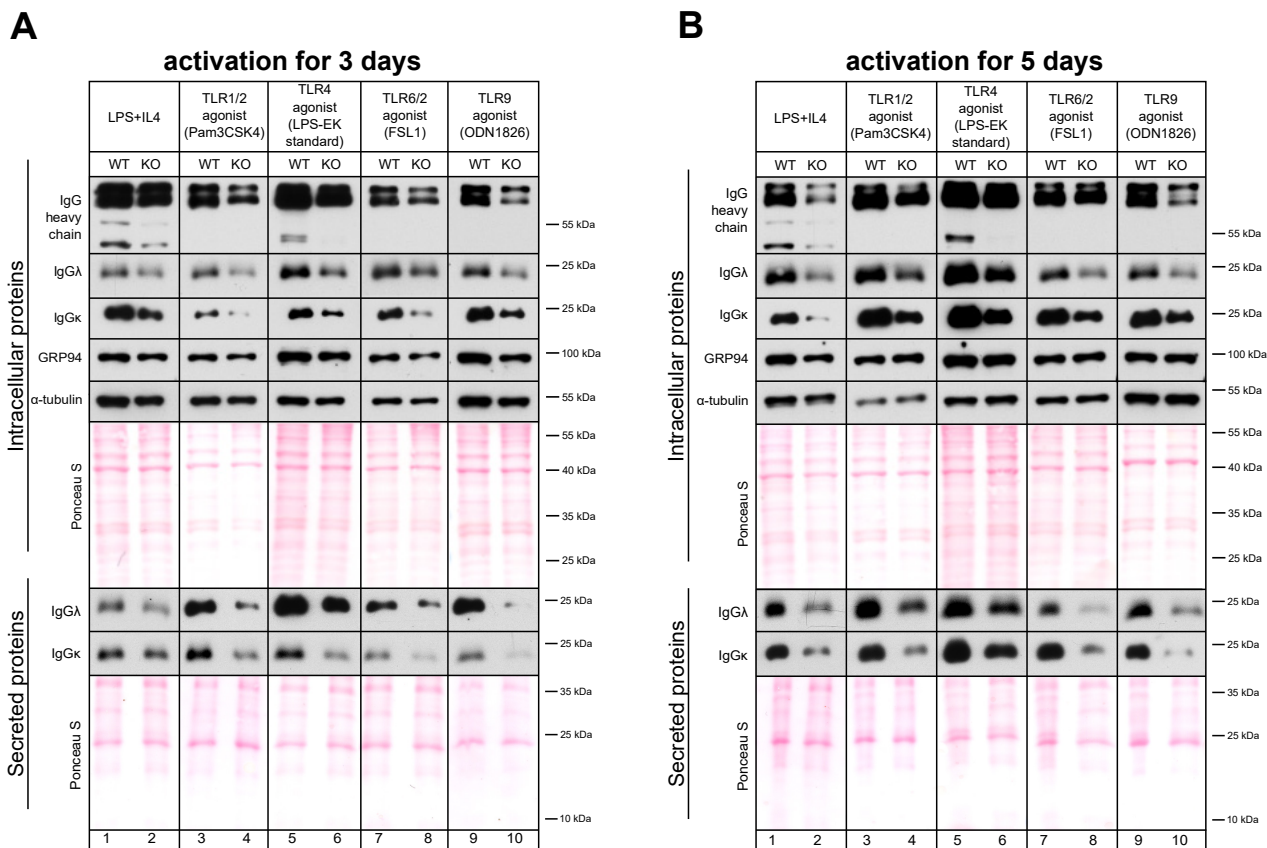 A
activation for 3 days
LPS+IL4
TLR1/2
agonist
(Pam3CSK4)
TLR4
agonist
(LPS-EK
standard)
TLR6/2
agonist
(FSL1)
TLR9
agonist
(ODN1826)
WT KO WT KO WT KO WT KO WT KO
Intracellular proteins
IgG
heavy
chain
55 kDa
IgGλ
25 kDa
IgGκ
25 kDa
GRP94
100 kDa
α-tubulin
55 kDa
Ponceau S
55 kDa
40 kDa
35 kDa
25 kDa
Secreted proteins
IgGλ
25 kDa
IgGκ
25 kDa
Ponceau S
35 kDa
25 kDa
10 kDa
1 2 3 4 5 6 7 8 9 10
B
activation for 5 days
LPS+IL4
TLR1/2
agonist
(Pam3CSK4)
TLR4
agonist
(LPS-EK
standard)
TLR6/2
agonist
(FSL1)
TLR9
agonist
(ODN1826)
WT KO WT KO WT KO WT KO WT KO
Intracellular proteins
IgG
heavy
chain
55 kDa
IgGλ
25 kDa
IgGκ
25 kDa
GRP94
100 kDa
α-tubulin
55 kDa
Ponceau S
55 kDa
40 kDa
35 kDa
25 kDa
Secreted proteins
IgGλ
25 kDa
IgGκ
25 kDa
Ponceau S
35 kDa
25 kDa
10 kDa
1 2 3 4 5 6 7 8 9 10